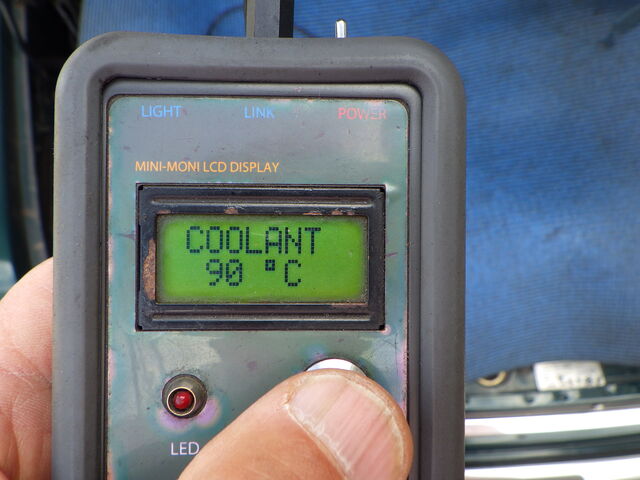 LIGHT LINK POWER
MINI-MONI LCD DISPLAY
COOLANT
90 °C
LED